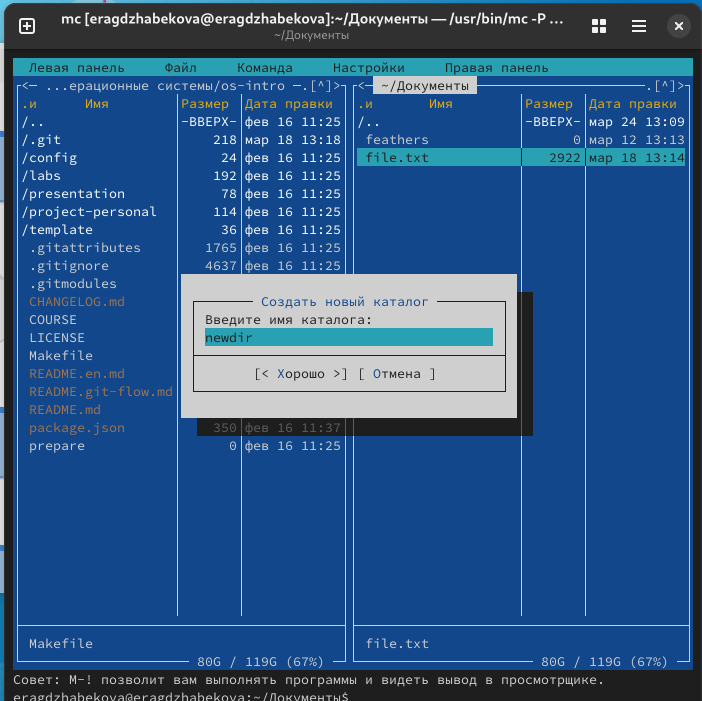 mc [eragdzhabekova@eragdzhabekova]:~/Документы — /usr/bin/mc -P ...
~/Документы
Левая панель Файл Команда Настройки Правая панель
<— ...ерационные системы/os-intro —.[^]> <— ~/Документы —.[^]>
.и Имя Размер Дата правки .и Имя Размер Дата правки
/.. -ВВЕРХ- фев 16 11:25 /.. -ВВЕРХ- мар 24 13:09
/.git 218 мар 18 13:18 feathers 0 мар 12 13:13
/config 24 фев 16 11:25 file.txt 2922 мар 18 13:14
/labs 192 фев 16 11:25
/presentation 78 фев 16 11:25
/project-personal 114 фев 16 11:25
/template 36 фев 16 11:25
.gitattributes 1765 фев 16 11:25
.gitignore 4637 фев 16 11:25
.gitmodules
CHANGELOG.md
COURSE
LICENSE
Makefile
README.en.md
README.git-flow.md
README.md
package.json 350 фев 16 11:37
prepare 0 фев 16 11:25
Создать новый каталог
Введите имя каталога:
newdir
[< Хорошо >] [ Отмена ]
Makefile file.txt
80G / 119G (67%) 80G / 119G (67%)
Совет: M-! позволит вам выполнять программы и видеть вывод в просмотрщике.
eragdzhabekova@eragdzhabekova:~/Документы$